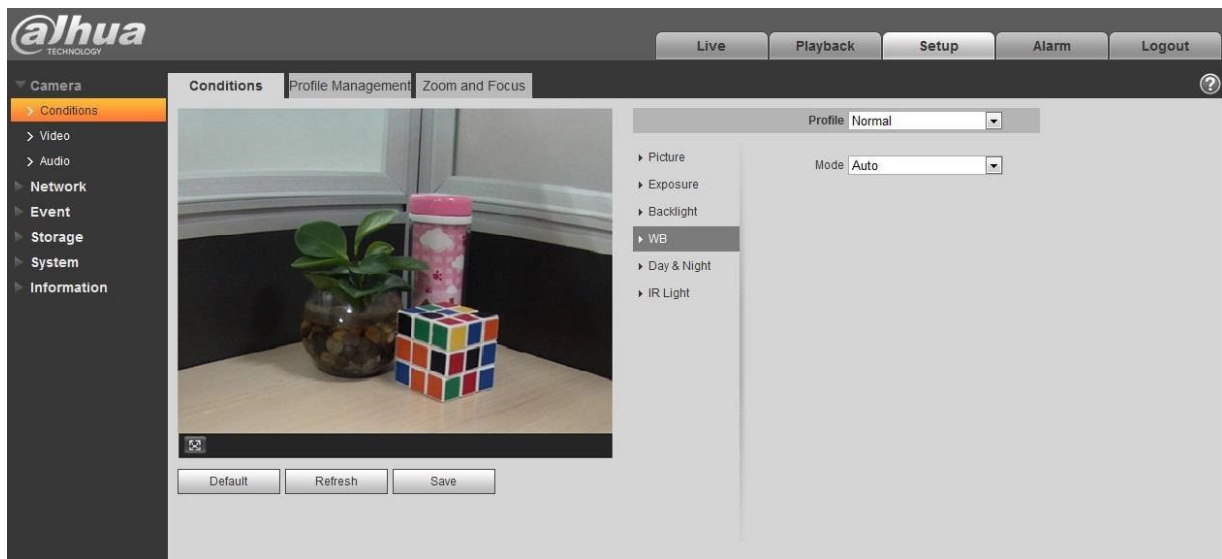 alhua
TECHNOLOGY
Live
Playback
Setup
Alarm
Logout
Camera
Conditions
Video
Audio
Network
Event
Storage
System
Information
Conditions
Profile Management
Zoom and Focus
?
Profile Normal
Picture
Exposure
Backlight
WB
Day & Night
IR Light
Mode Auto
Default
Refresh
Save